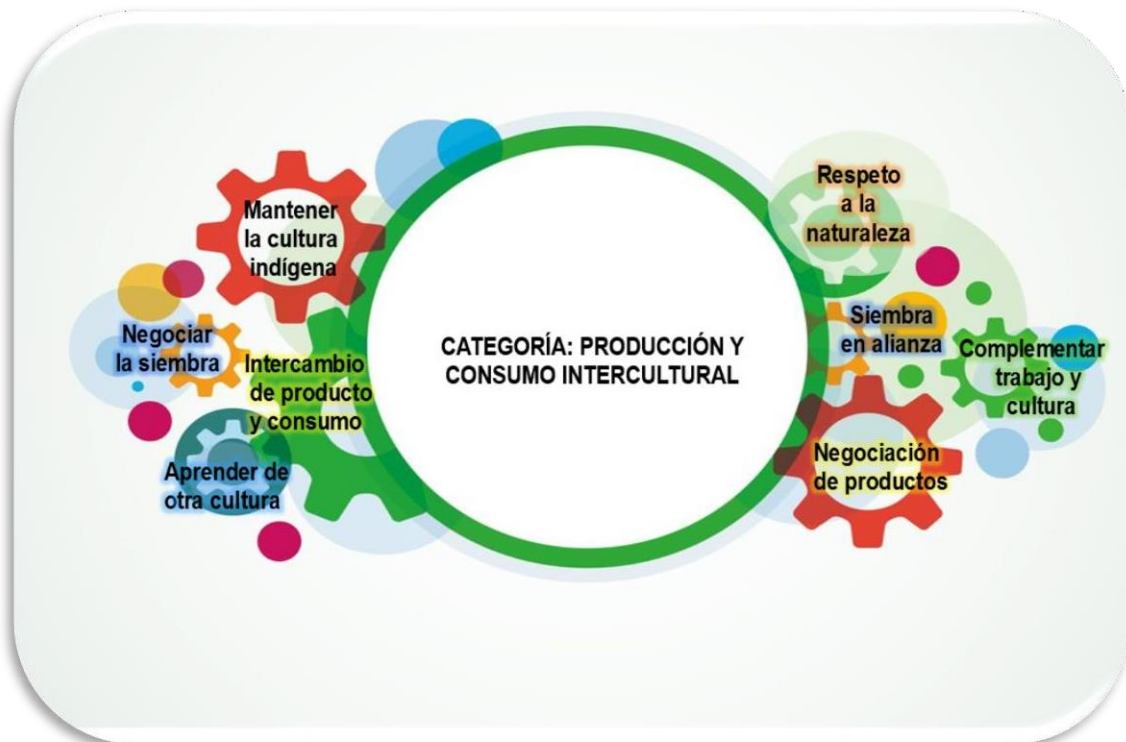 Mantener
la cultura
indígena
Negociar
la siembra
Intercambio
de producto
y consumo
Aprender de
otra cultura
CATEGORÍA: PRODUCCIÓN Y
CONSUMO INTERCULTURAL
Respeto
a la
naturaleza
Siembra
en alianza
Complementar
trabajo y
cultura
Negociación
de productos